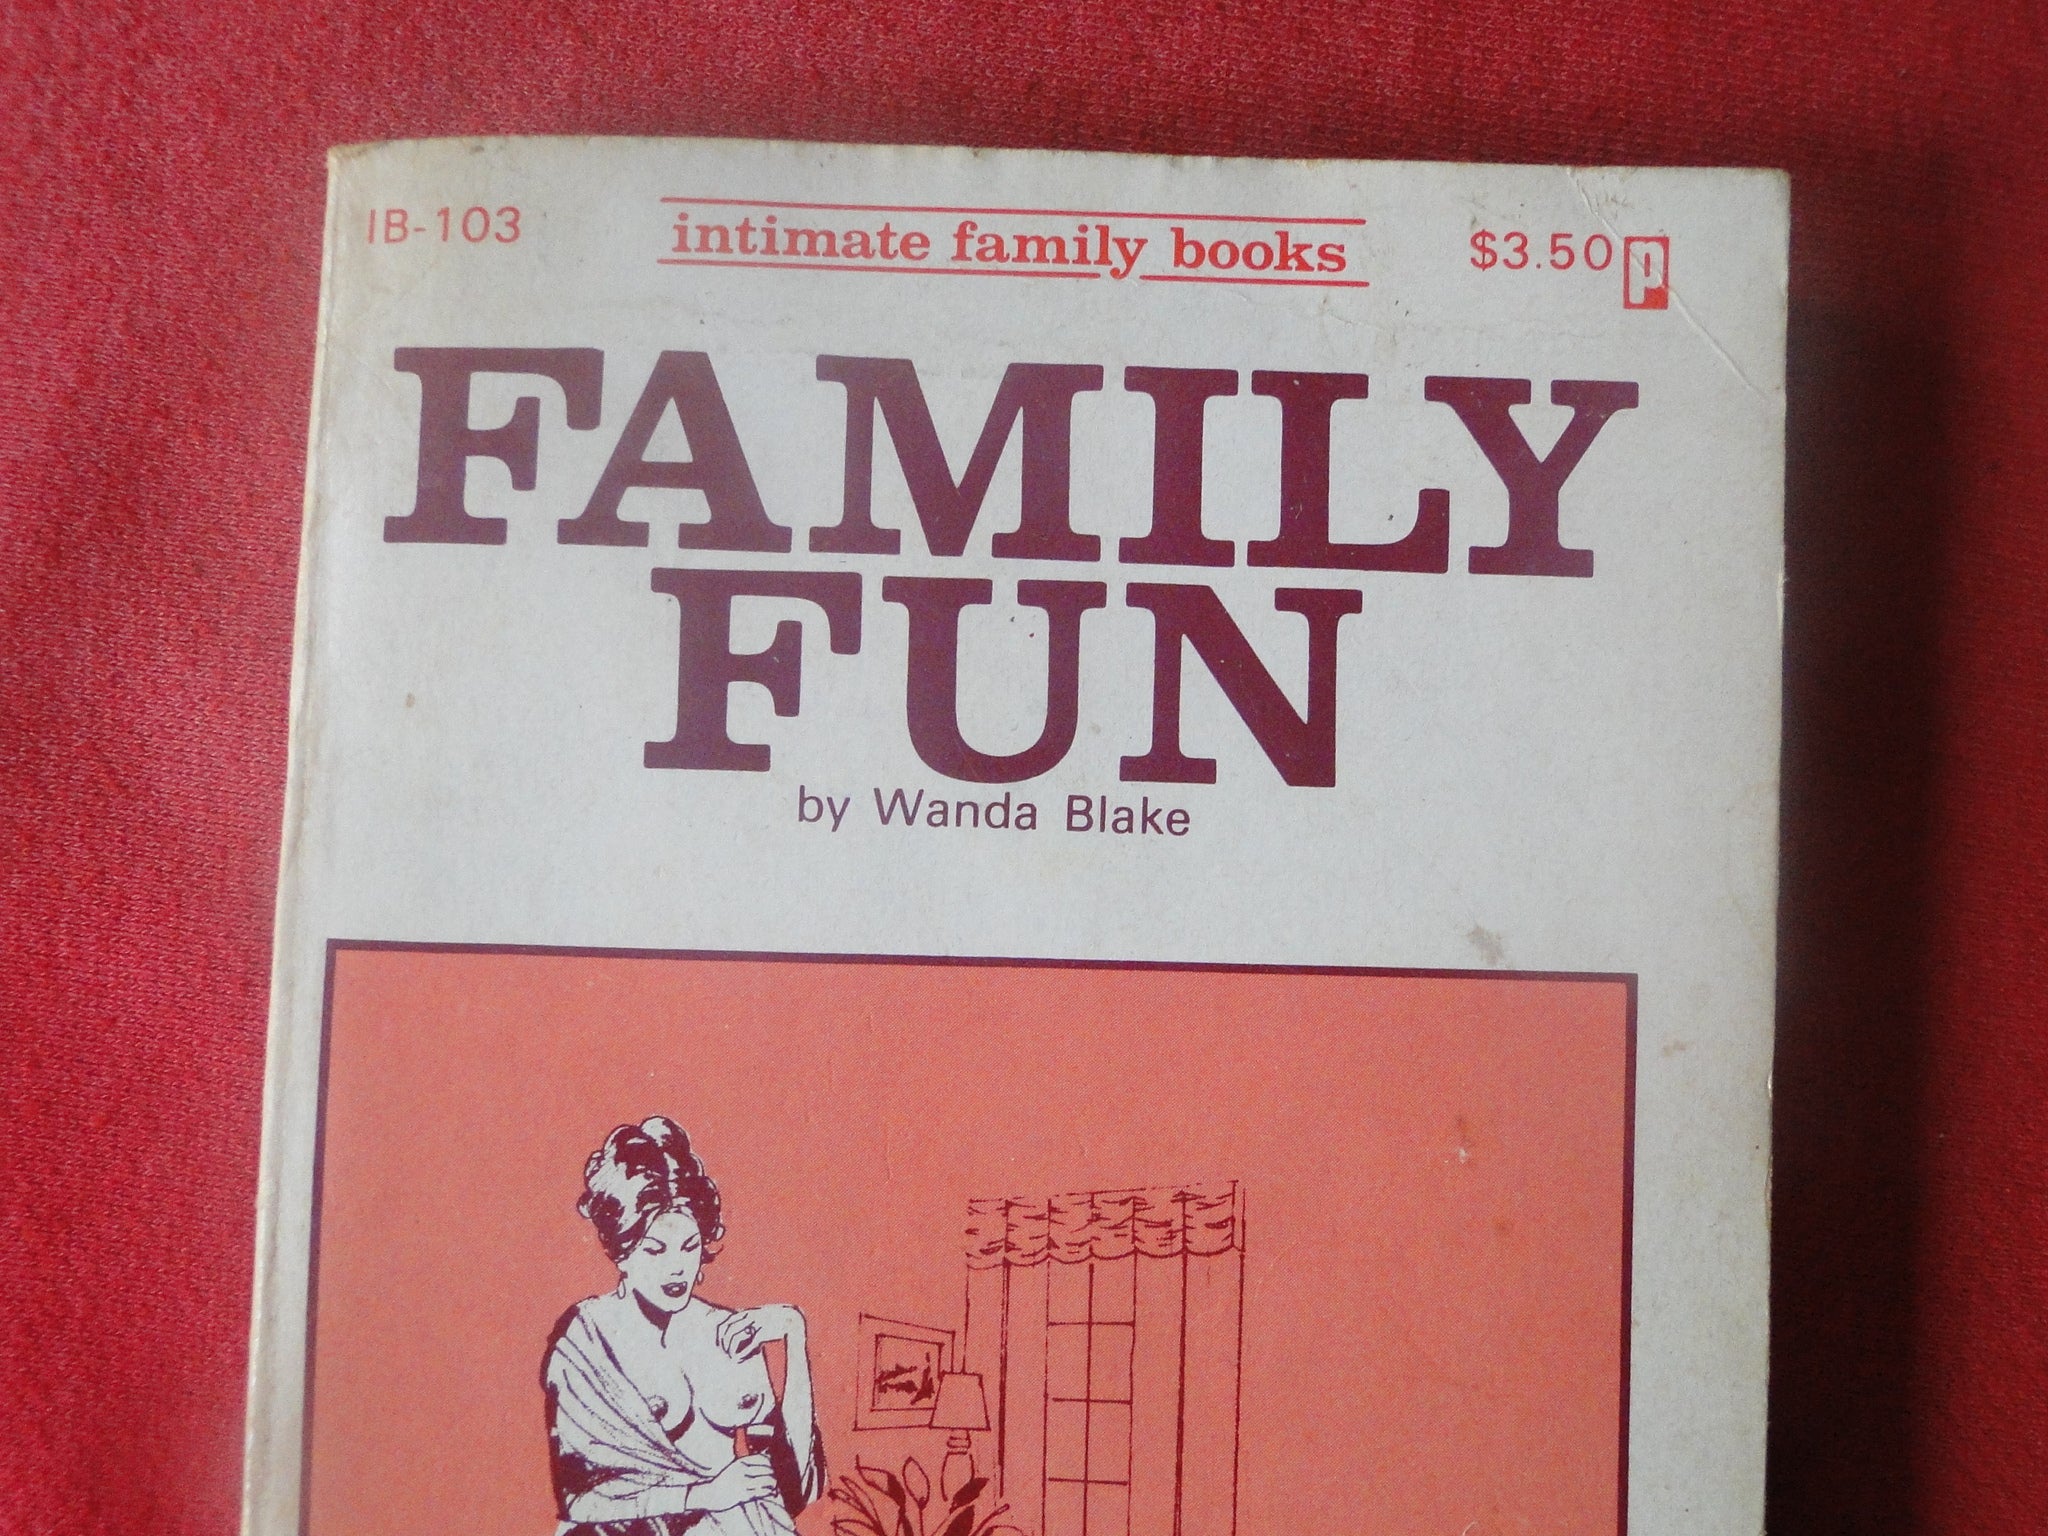 IB-103
intimate family books
$3.50 p
FAMILY
FUN
by Wanda Blake